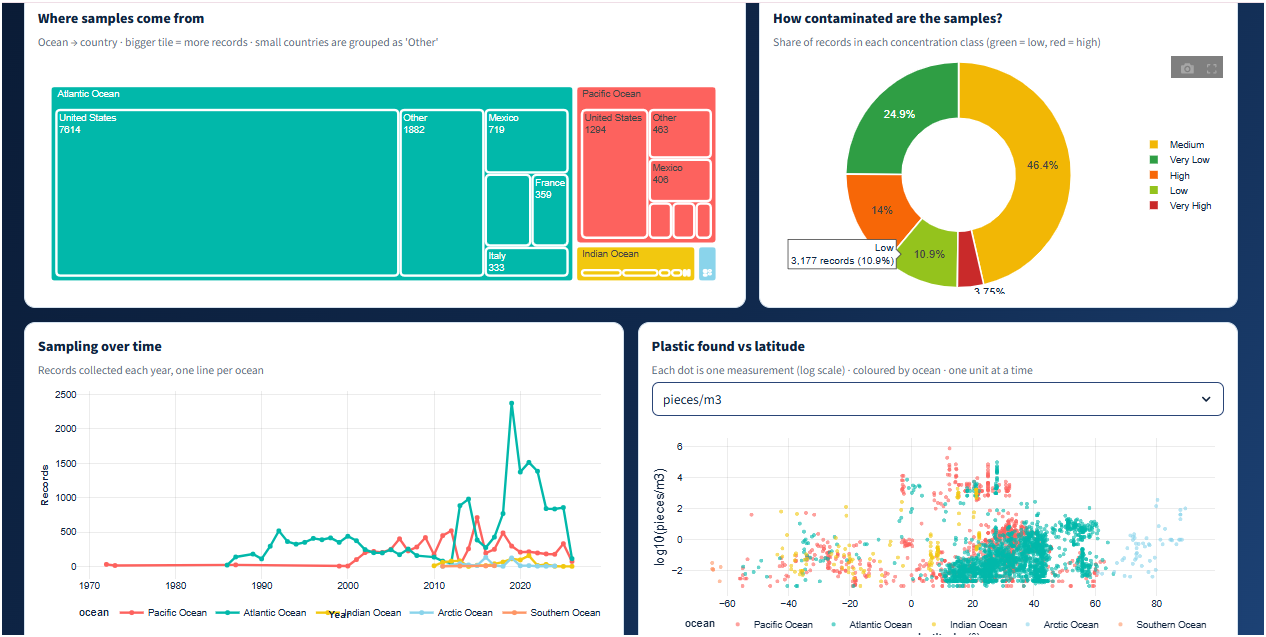 Where samples come from
Ocean → country · bigger tile = more records · small countries are grouped as 'Other'
Atlantic Ocean
United States
7614
Other
1882
Mexico
719
France
359
Italy
333
Pacific Ocean
United States
1294
Other
463
Mexico
406
Indian Ocean
How contaminated are the samples?
Share of records in each concentration class (green = low, red = high)
24.9%
46.4%
14%
10.9%
3.75%
Low
3,177 records (10.9%)
Medium
Very Low
High
Low
Very High
Sampling over time
Records collected each year, one line per ocean
Records
2500
2000
1500
1000
500
0
1970 1980 1990 2000 2010 2020
Year
ocean Pacific Ocean Atlantic Ocean Indian Ocean Arctic Ocean Southern Ocean
Plastic found vs latitude
Each dot is one measurement (log scale) · coloured by ocean · one unit at a time
pieces/m3
log10(pieces/m3)
6
4
2
0
−2
−60 −40 −20 0 20 40 60 80
ocean Pacific Ocean Atlantic Ocean Indian Ocean Arctic Ocean Southern Ocean